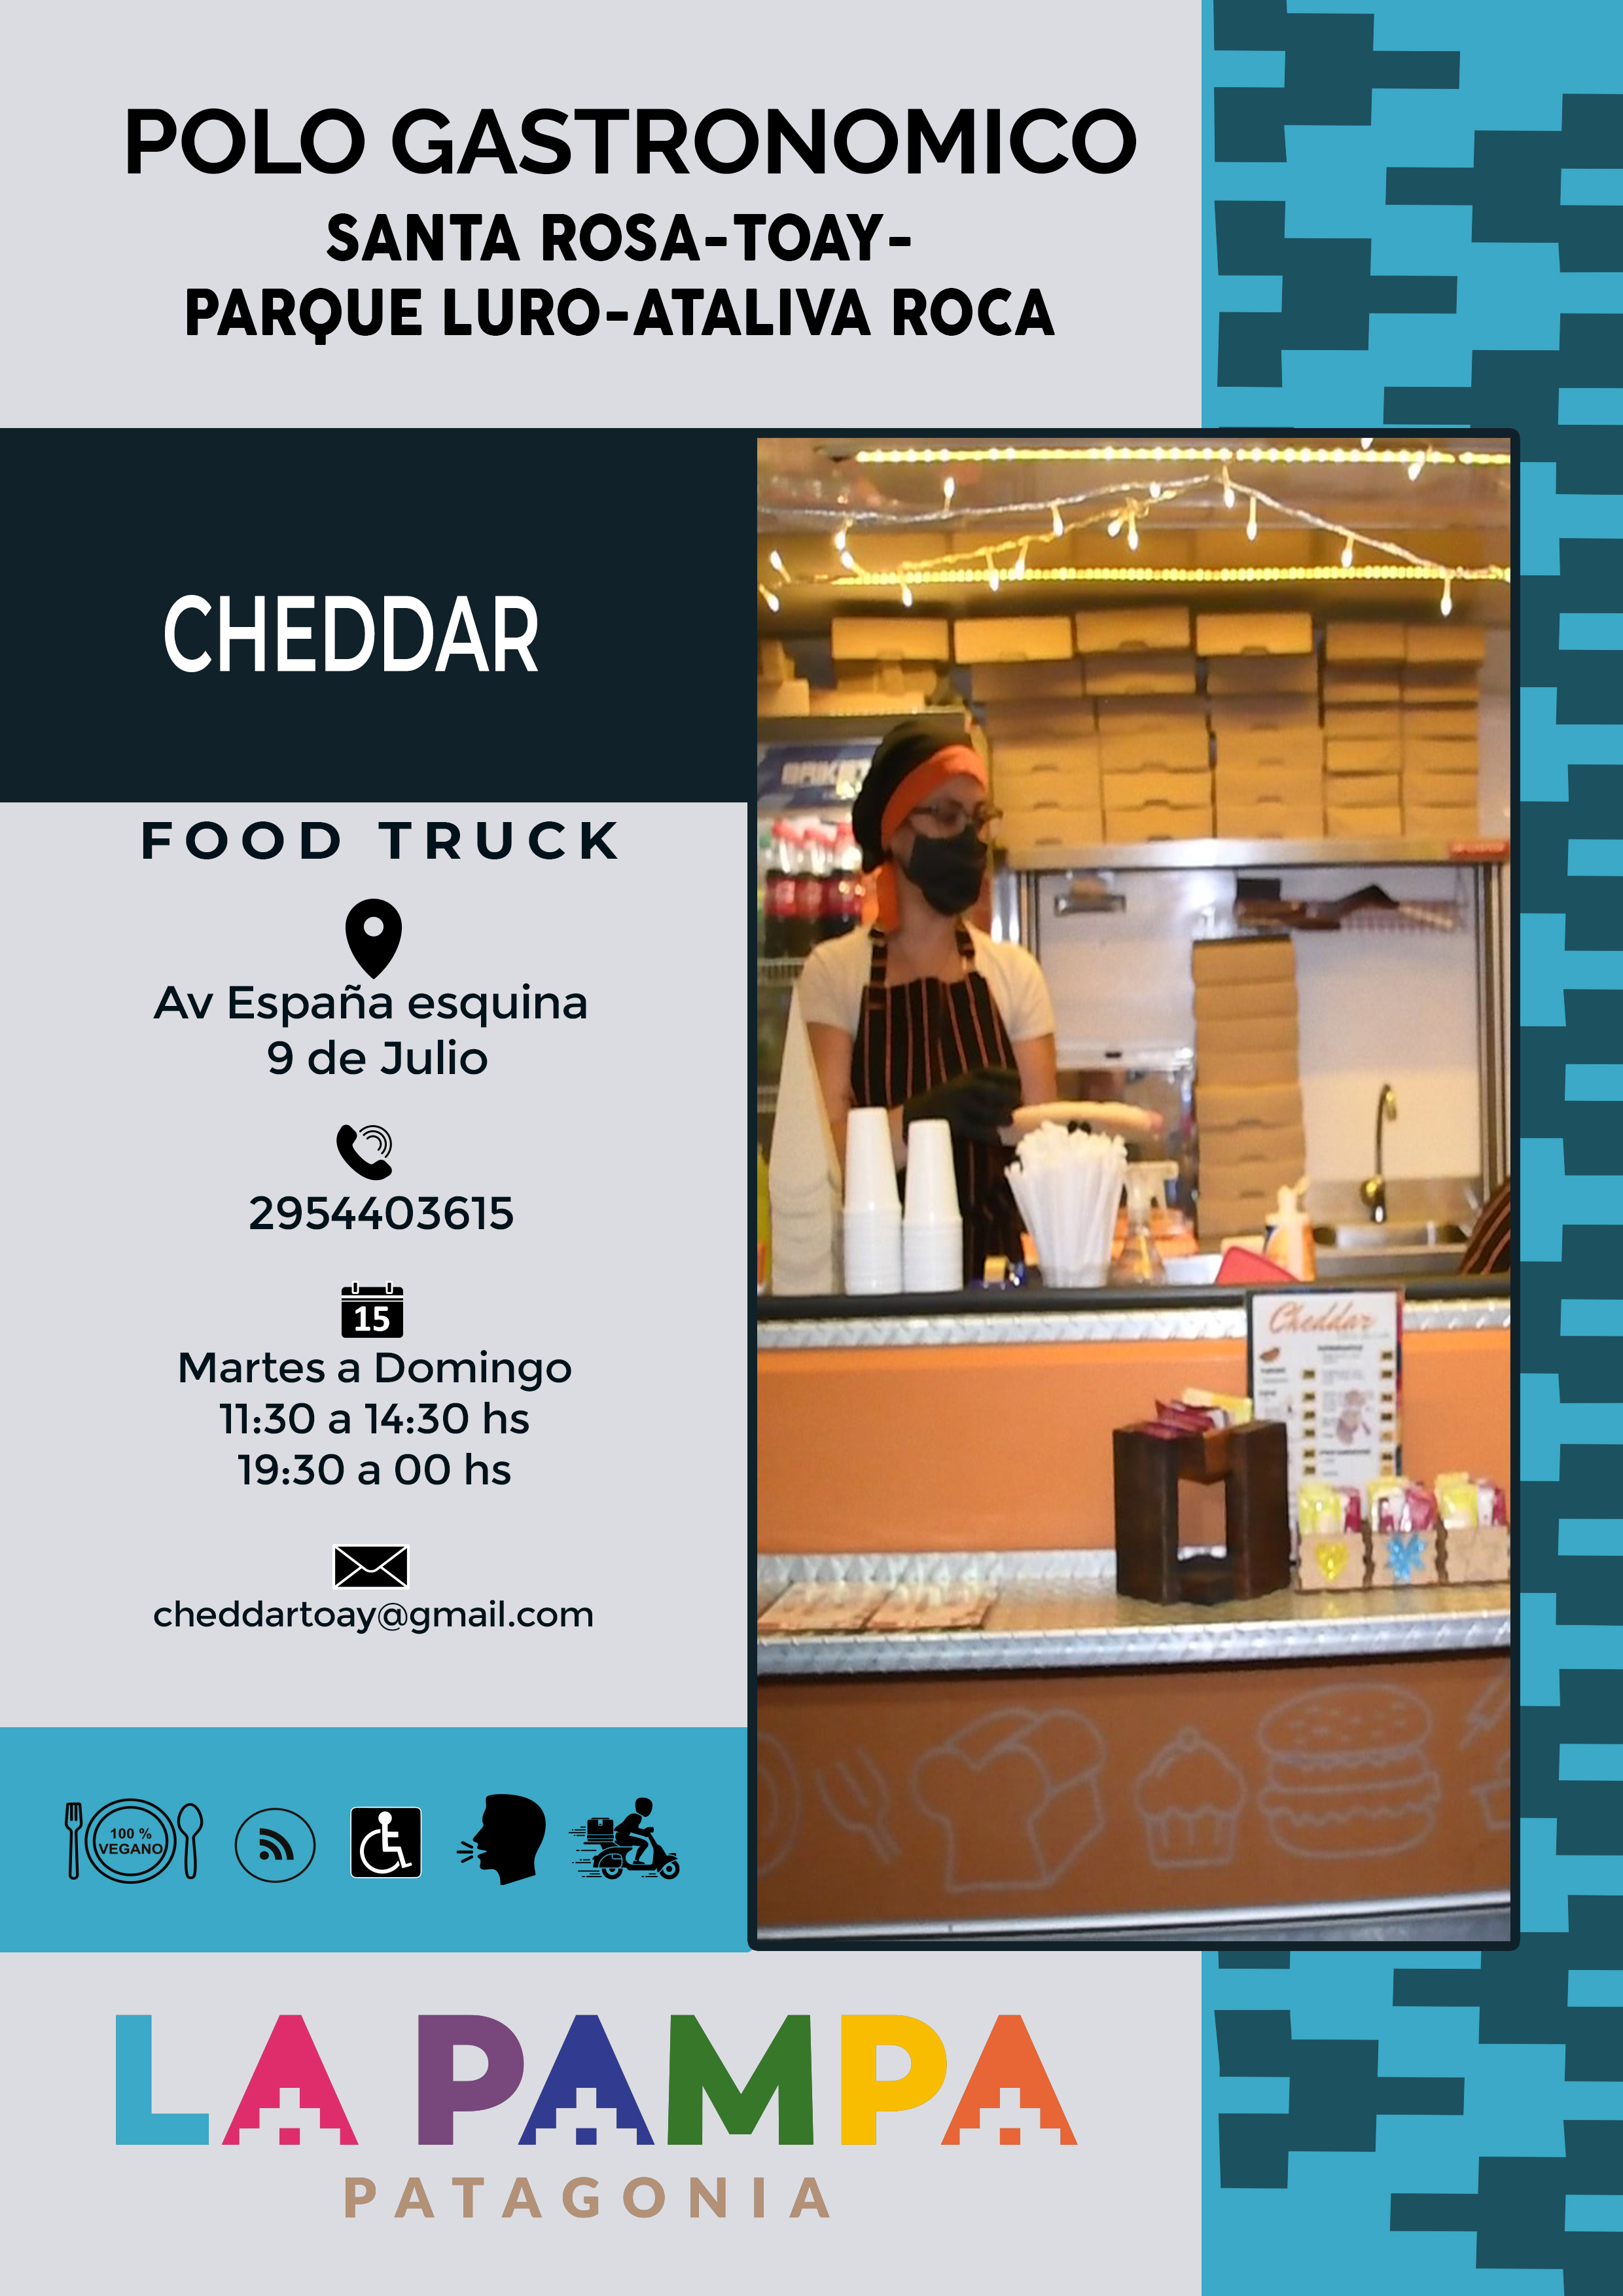 POLO GASTRONOMICO
SANTA ROSA-TOAY-
PARQUE LURO-ATALIVA ROCA
CHEDDAR
FOOD TRUCK
Av España esquina
9 de Julio
2954403615
15
Martes a Domingo
11:30 a 14:30 hs
19:30 a 00 hs
cheddartoay@gmail.com
100 %
VEGANO
Cheddar
LA PAMPA
PATAGONIA